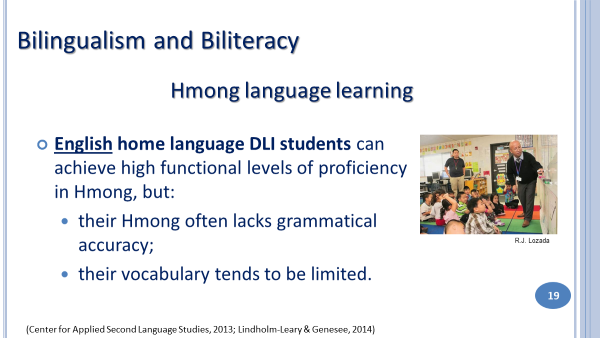 Bilingualism and Biliteracy
Hmong language learning
English home language DLI students can
achieve high functional levels of proficiency
in Hmong, but:
their Hmong often lacks grammatical
accuracy;
their vocabulary tends to be limited.
R.J. Lozada
19
(Center for Applied Second Language Studies, 2013; Lindholm-Leary & Genesee, 2014)